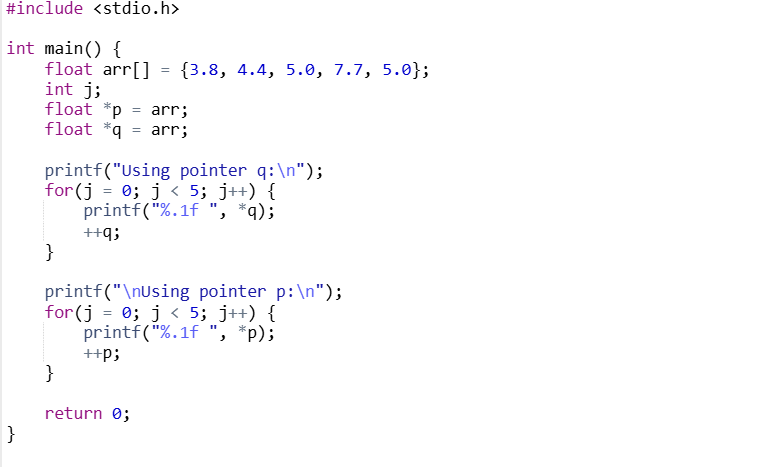 #include <stdio.h>
int main() {
    float arr[] = {3.8, 4.4, 5.0, 7.7, 5.0};
    int j;
    float *p = arr;
    float *q = arr;
    printf("Using pointer q:\n");
    for(j = 0; j < 5; j++) {
        printf("%.1f ", *q);
        ++q;
    }
    printf("\nUsing pointer p:\n");
    for(j = 0; j < 5; j++) {
        printf("%.1f ", *p);
        ++p;
    }
    return 0;
}